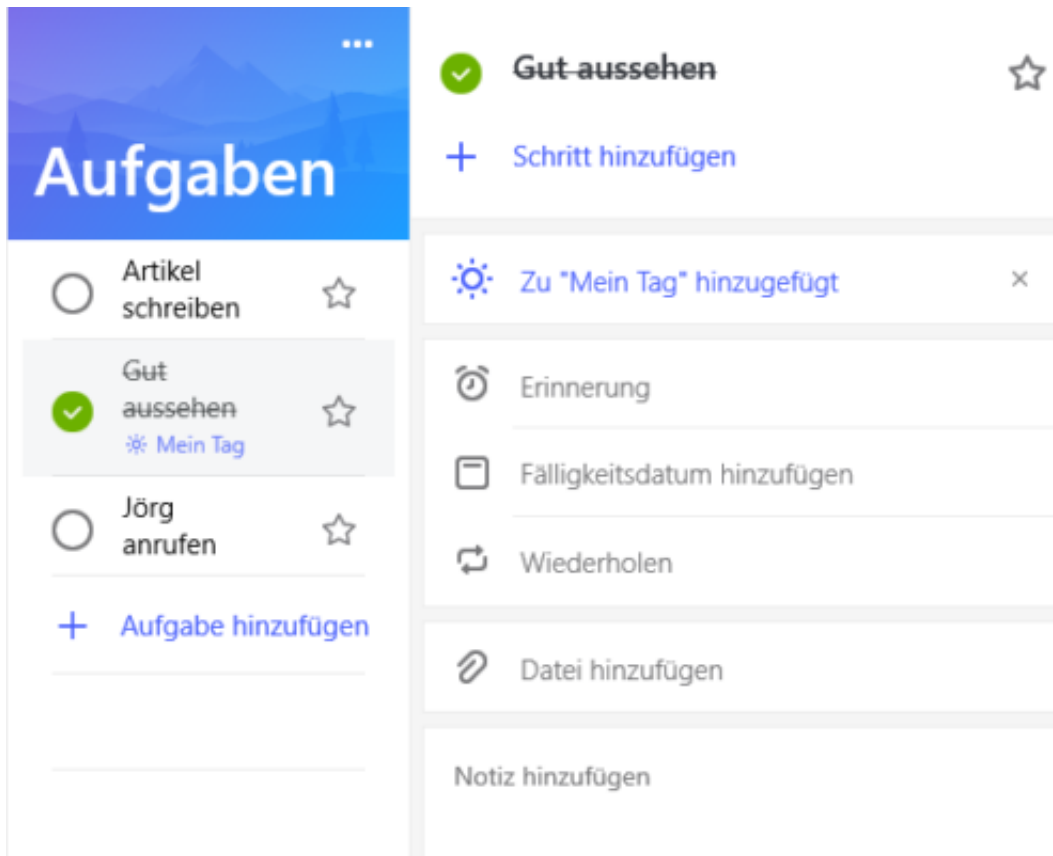 Aufgaben
Artikel
schreiben
Gut
aussehen
Mein Tag
Jörg
anrufen
Aufgabe hinzufügen
Gut aussehen
Schritt hinzufügen
Zu "Mein Tag" hinzugefügt
Erinnerung
Fälligkeitsdatum hinzufügen
Wiederholen
Datei hinzufügen
Notiz hinzufügen